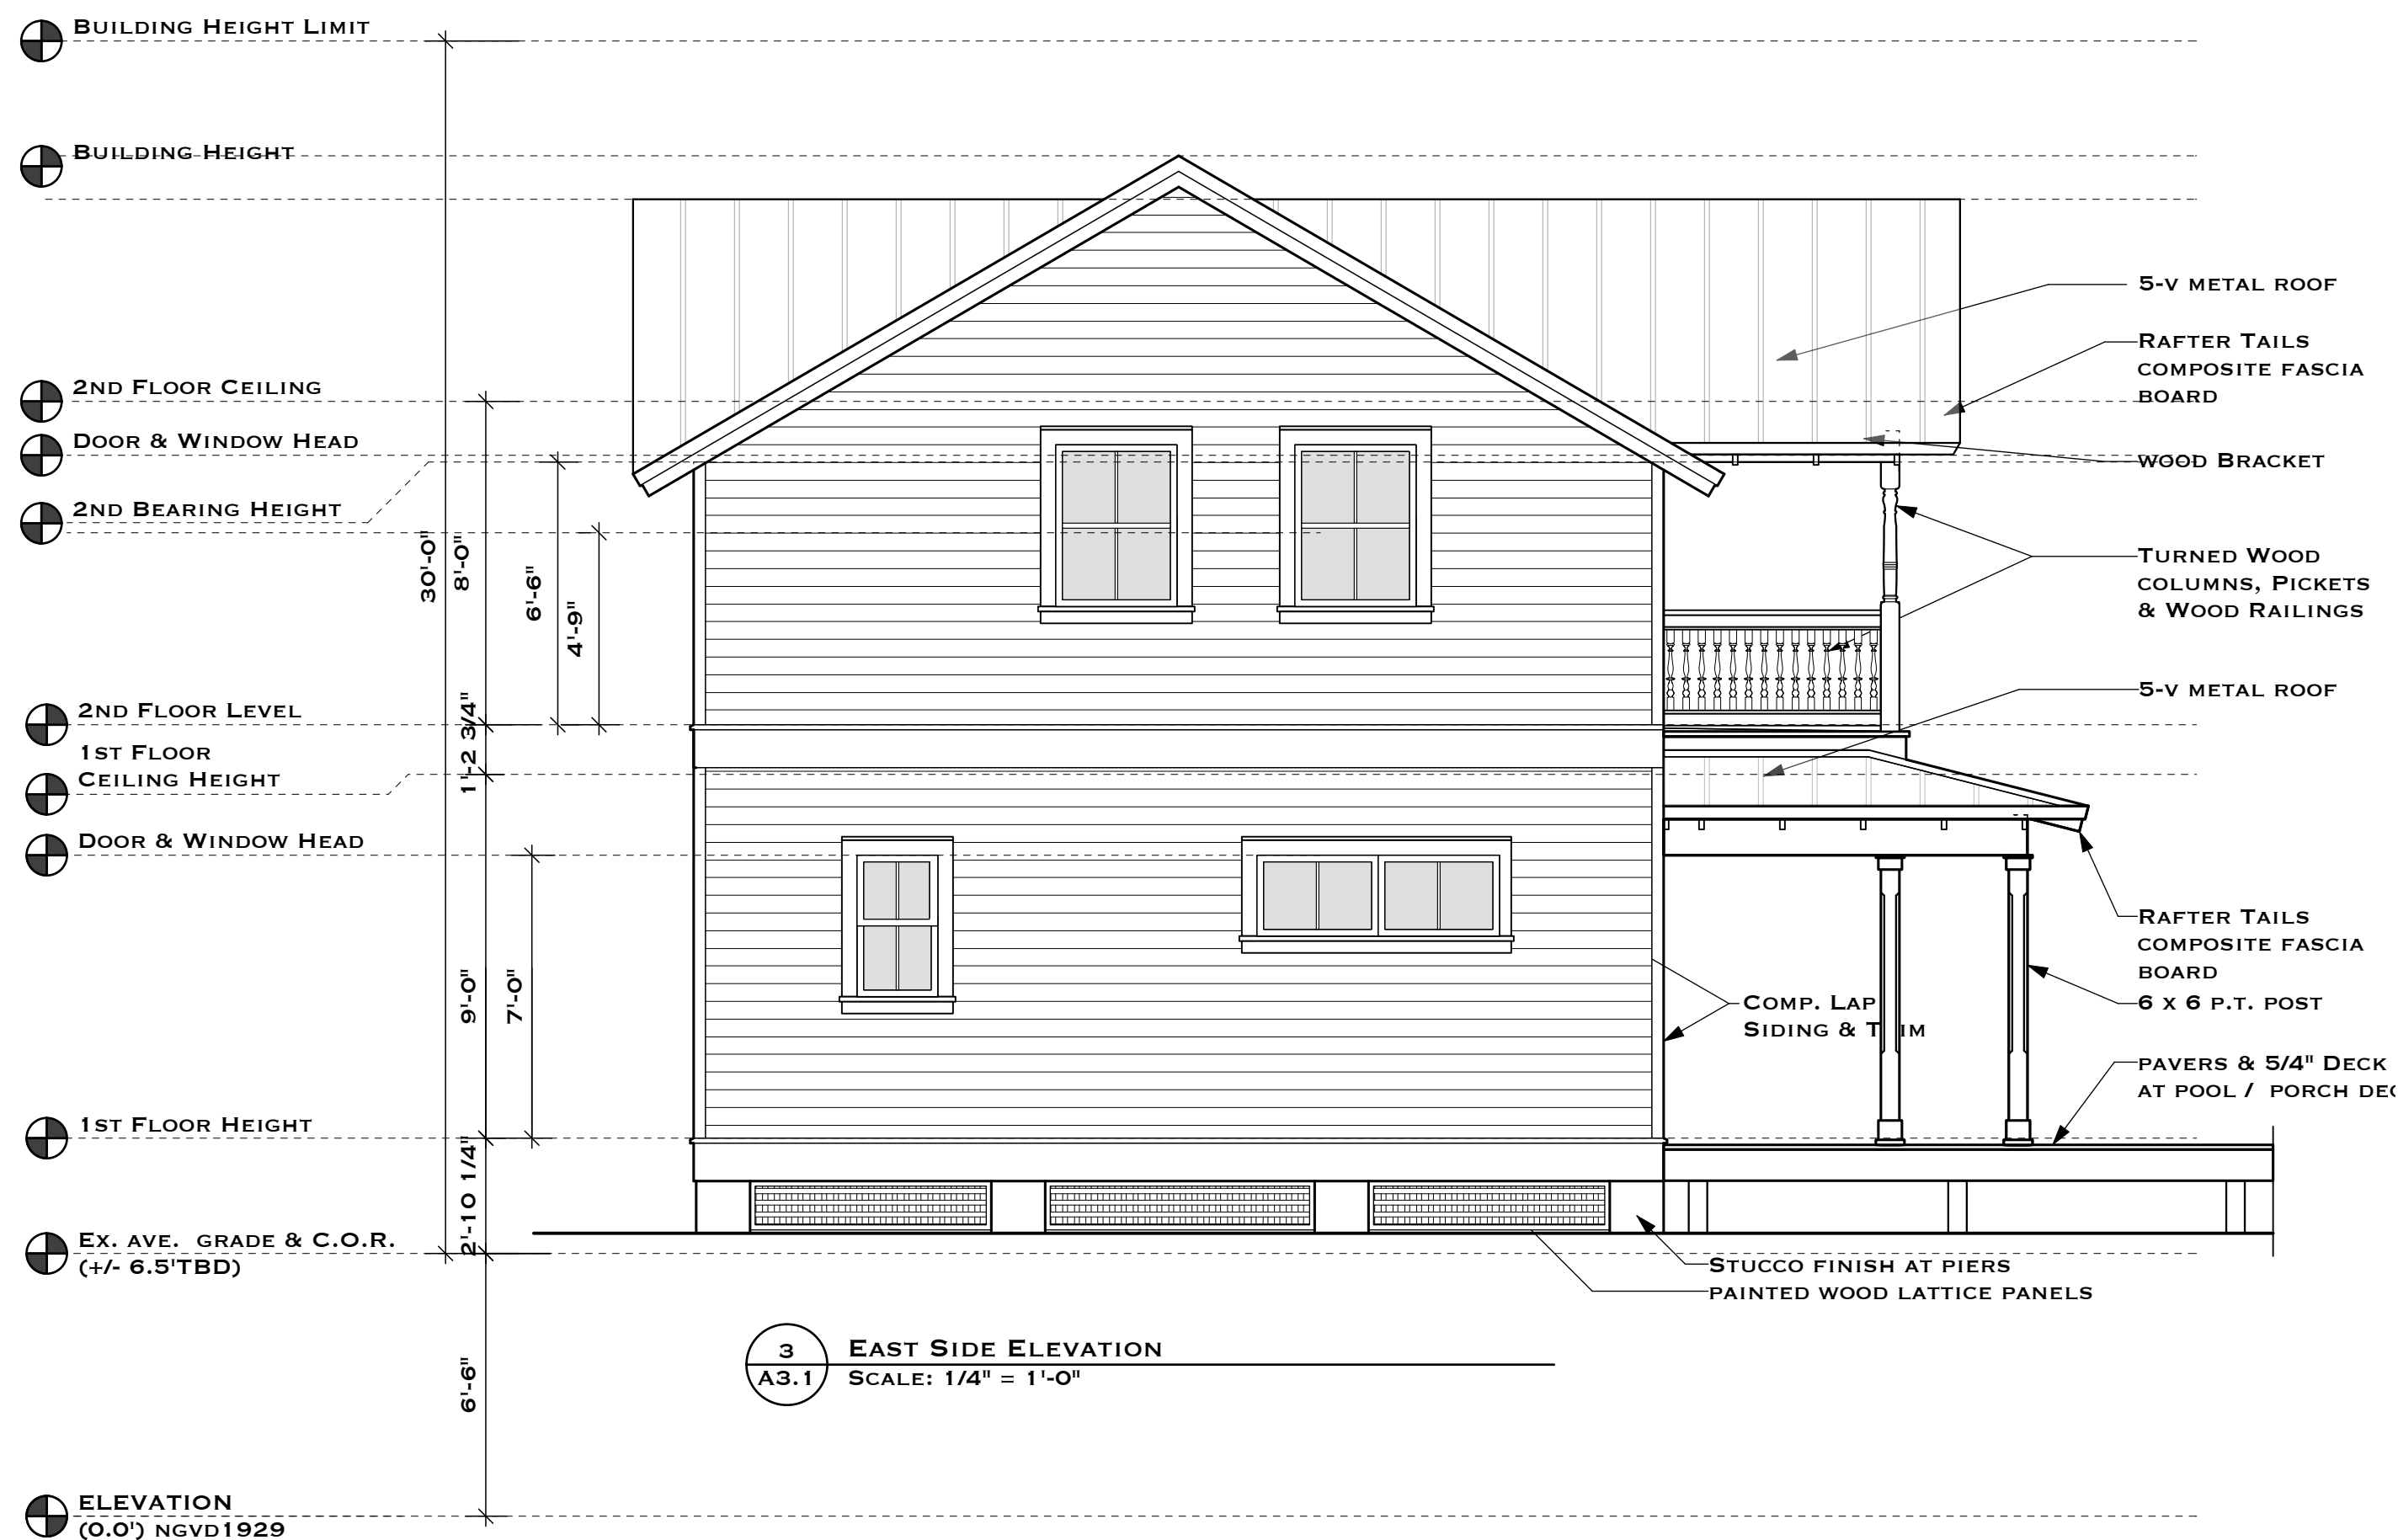 Building Height Limit
Building Height
2nd Floor Ceiling
Door & Window Head
2nd Bearing Height
2nd Floor Level
1st Floor
Ceiling Height
Door & Window Head
1st Floor Height
Ex. Ave. grade & C.O.R.
(+/- 6.5'TBD)
ELEVATION
(0.0') NGVD1929
30'-0"
8'-0"
6'-6"
4'-9"
1'-2 3/4"
9'-0"
7'-0"
2'-10 1/4"
6'-6"
5-v metal roof
Rafter Tails
composite fascia
board
wood Bracket
Turned Wood
columns, Pickets
& Wood Railings
5-v metal roof
Rafter Tails
composite fascia
board
6 x 6 p.t. post
Comp. Lap
Siding & T im
pavers & 5/4" Deck
at pool / porch
Stucco finish at piers
painted wood lattice panels
3
A3.1
East Side Elevation
Scale: 1/4" = 1'-0"